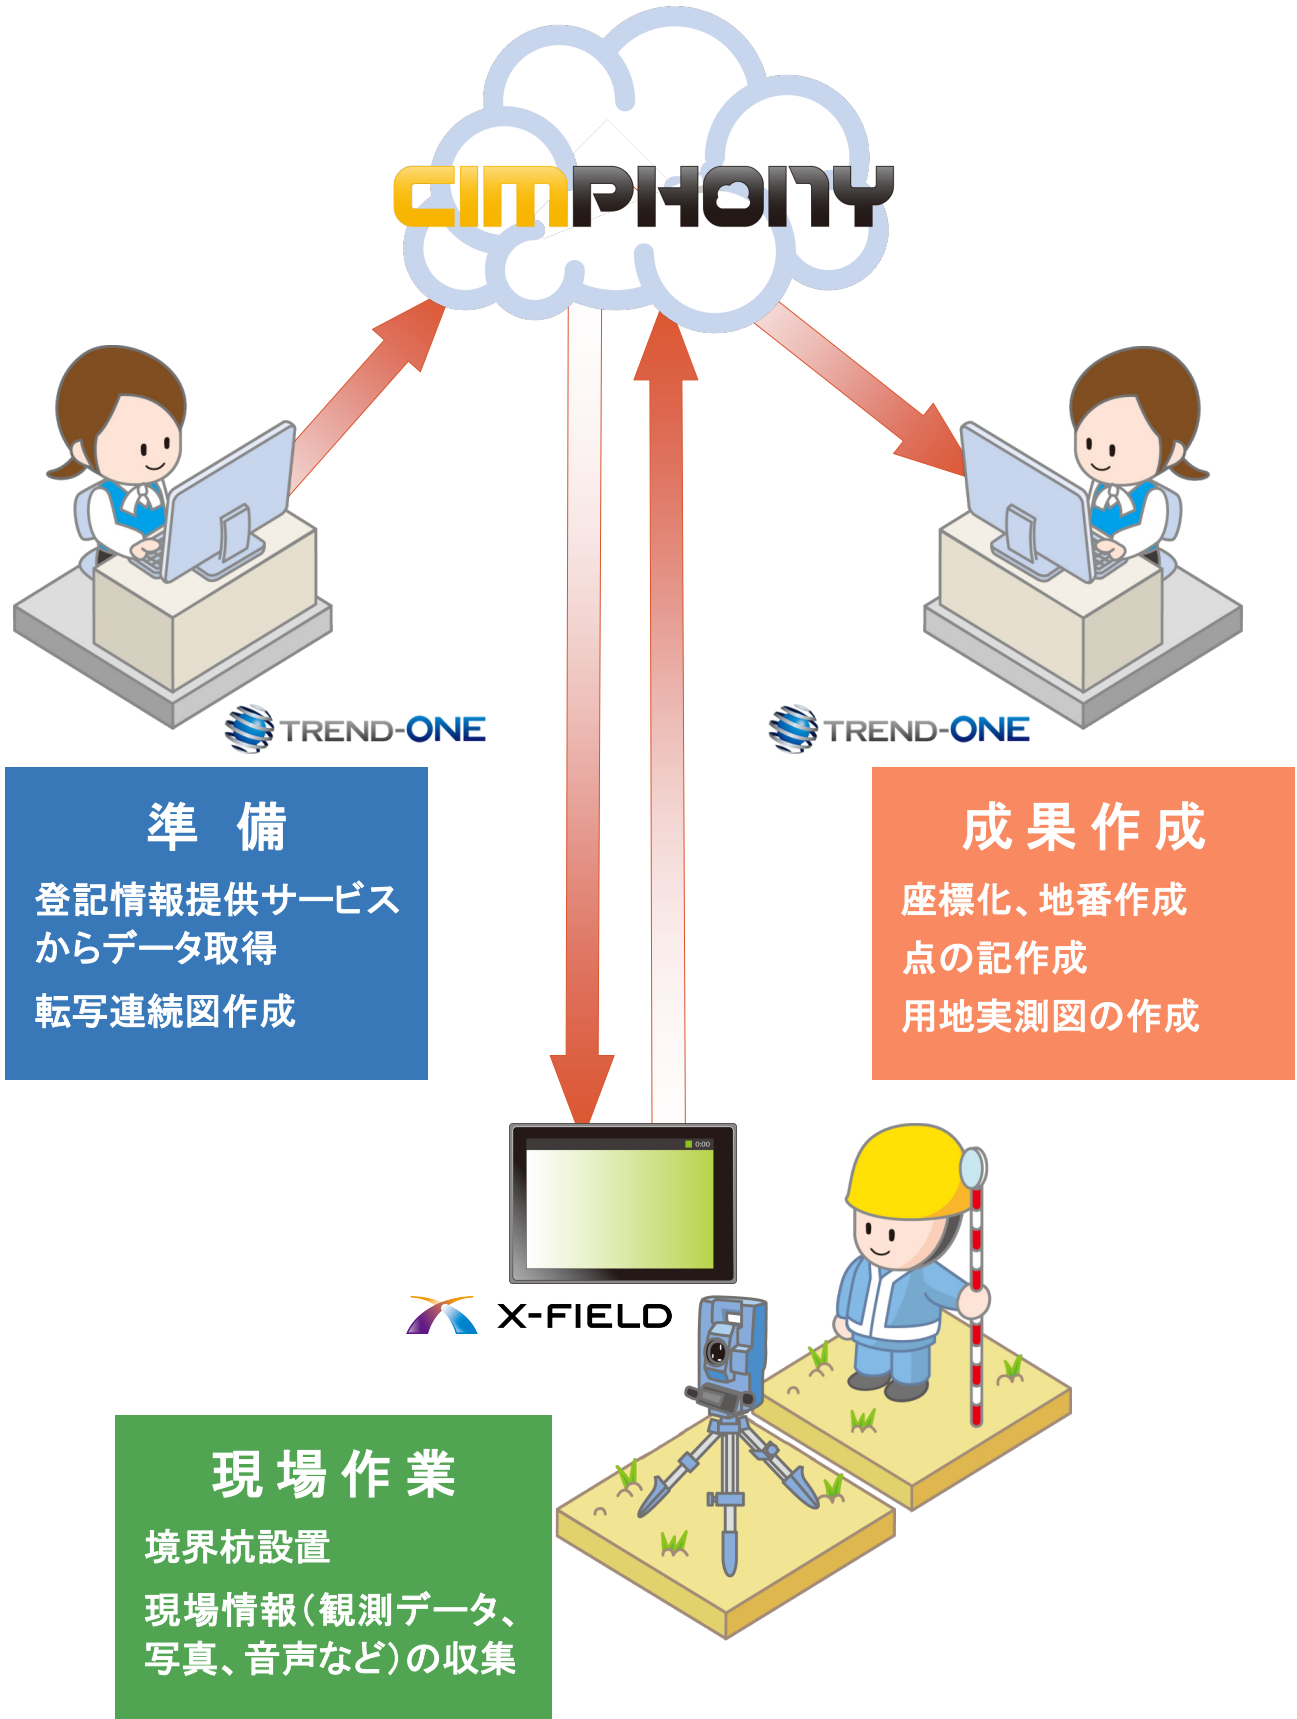 CIMPHONY
TREND-ONE
TREND-ONE
準備
登記情報提供サービス
からデータ取得
転写連続図作成
成果作成
座標化、地番作成
点の記作成
用地実測図の作成
0:00
X-FIELD
現場作業
境界杭設置
現場情報（観測データ、
写真、音声など）の収集